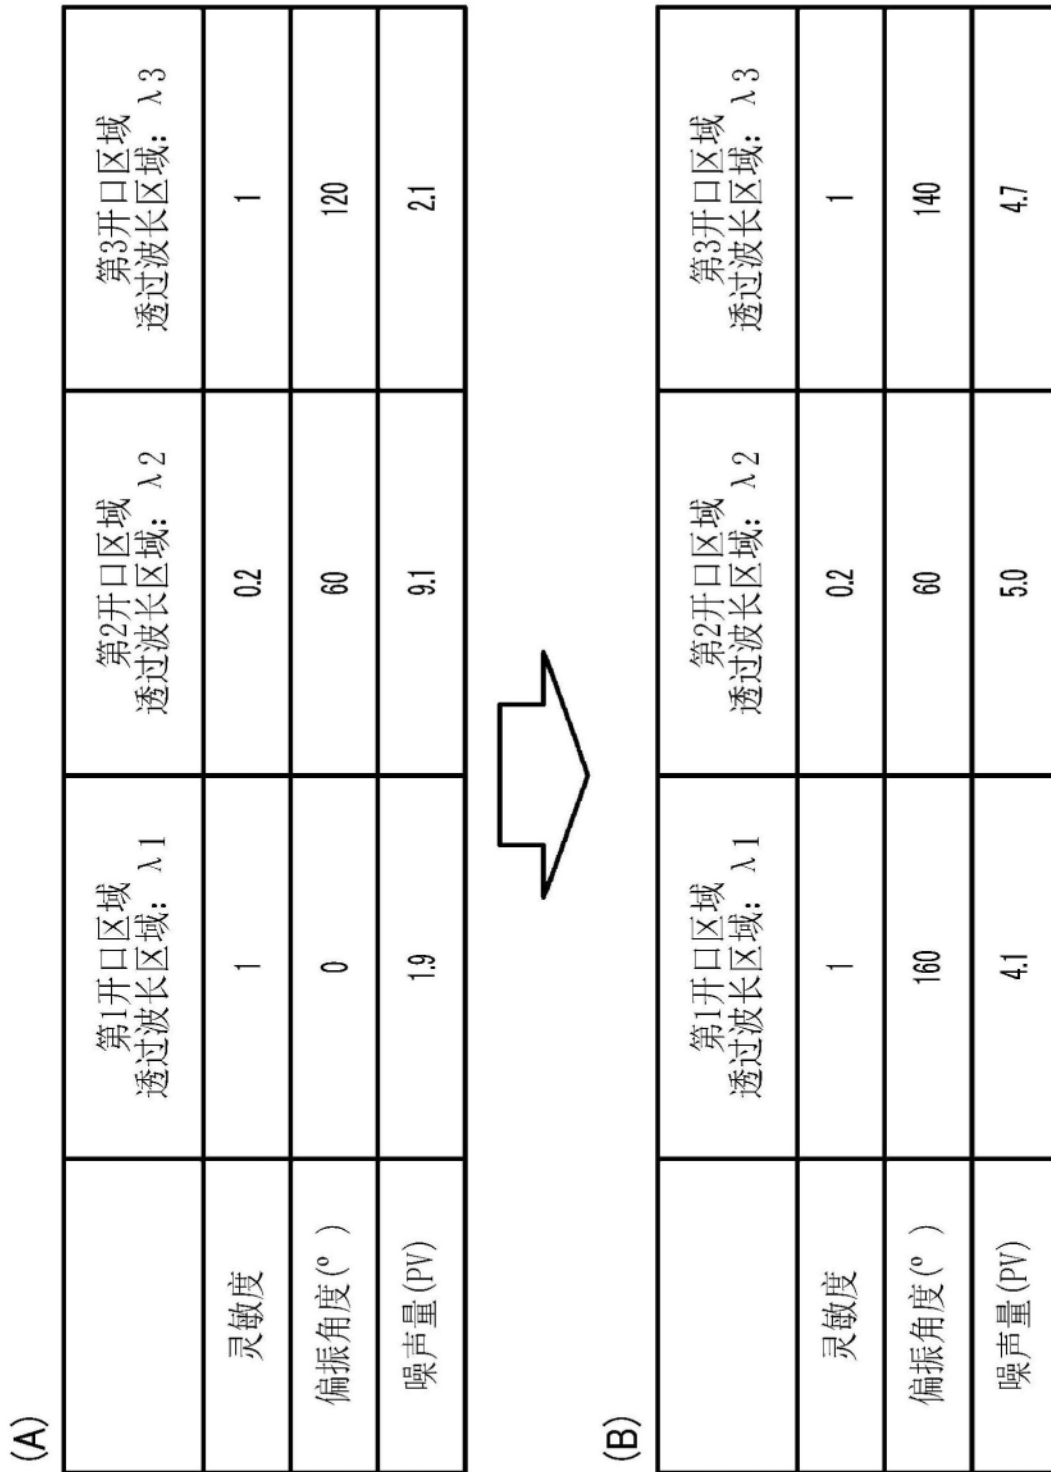 (A)
第1开口区域
透过波长区域: λ1
第2开口区域
透过波长区域: λ2
第3开口区域
透过波长区域: λ3
灵敏度 1 0.2 1
偏振角度(°) 0 60 120
噪声量(PV) 1.9 9.1 2.1
(B)
第1开口区域
透过波长区域: λ1
第2开口区域
透过波长区域: λ2
第3开口区域
透过波长区域: λ3
灵敏度 1 0.2 1
偏振角度(°) 160 60 140
噪声量(PV) 4.1 5.0 4.7